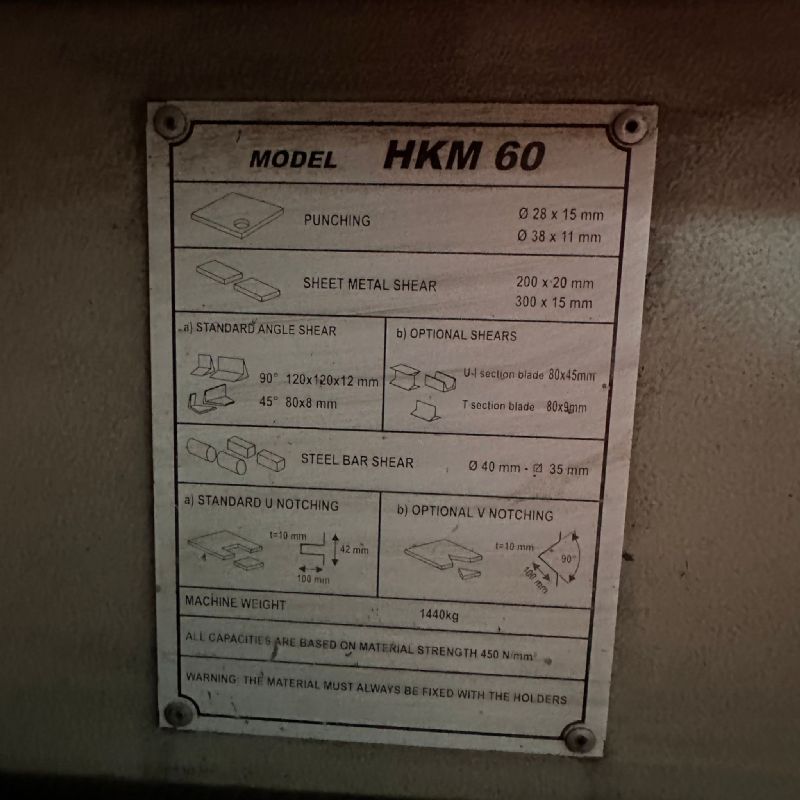 MODEL HKM 60
PUNCHING Ø 28 x 15 mm
Ø 38 x 11 mm
SHEET METAL SHEAR 200 x 20 mm
300 x 15 mm
a) STANDARD ANGLE SHEAR
90° 120x120x12 mm
45° 80x8 mm
b) OPTIONAL SHEARS
U-I section blade 80x45mm
T section blade 80x9mm
STEEL BAR SHEAR Ø 40 mm - ⍁ 35 mm
a) STANDARD U NOTCHING
t=10 mm
42 mm
100 mm
b) OPTIONAL V NOTCHING
t=10 mm
90°
100 mm
MACHINE WEIGHT 1440kg
ALL CAPACITIES ARE BASED ON MATERIAL STRENGTH 450 N/mm²
WARNING: THE MATERIAL MUST ALWAYS BE FIXED WITH THE HOLDERS